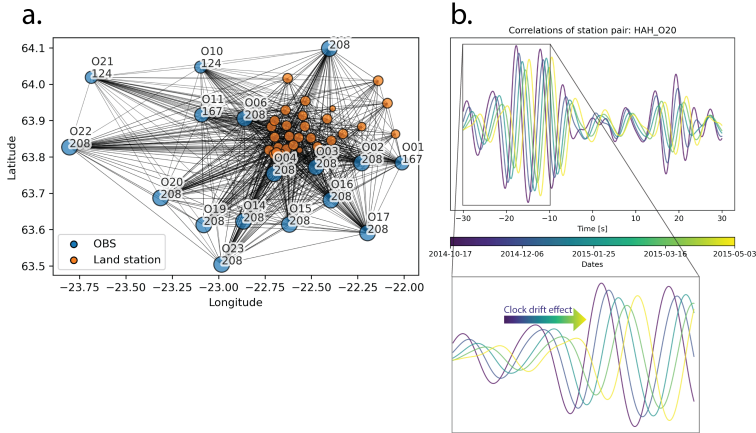 a.
64.1
64.0
63.9
63.8
63.7
63.6
63.5
Latitude
−23.75
−23.50
−23.25
−23.00
−22.75
−22.50
−22.25
−22.00
Longitude
208
O21
124
O10
124
O11
167
O06
208
O22
208
O04
208
O03
208
O02
208
O01
167
O20
208
O16
208
O19
208
O14
208
O15
208
O17
208
O23
208
OBS
Land station
b.
Correlations of station pair: HAH_O20
−30
−20
−10
0
10
20
30
Time [s]
2014-10-17
2014-12-06
2015-01-25
2015-03-16
2015-05-03
Dates
Clock drift effect